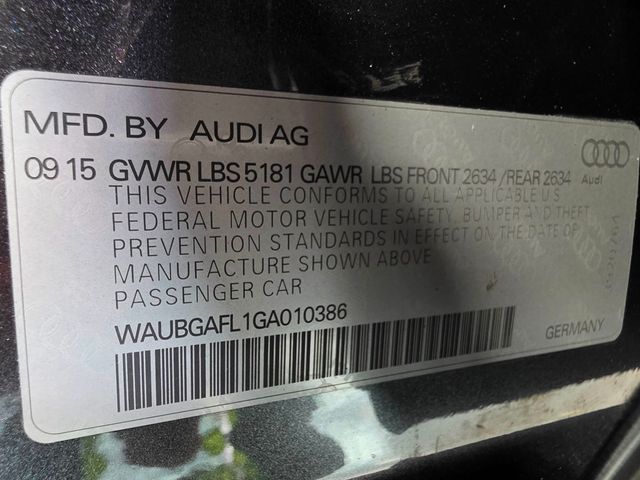 MFD. BY AUDI AG
09 15 GVWR LBS 5181 GAWR LBS FRONT 2634 /REAR 2634
Audi
THIS VEHICLE CONFORMS TO ALL APPLICABLE U.S
FEDERAL MOTOR VEHICLE SAFETY, BUMPER AND THEFT
PREVENTION STANDARDS IN EFFECT ON THE DATE OF
MANUFACTURE SHOWN ABOVE
PASSENGER CAR
WAUBGAFL1GA010386
GERMANY